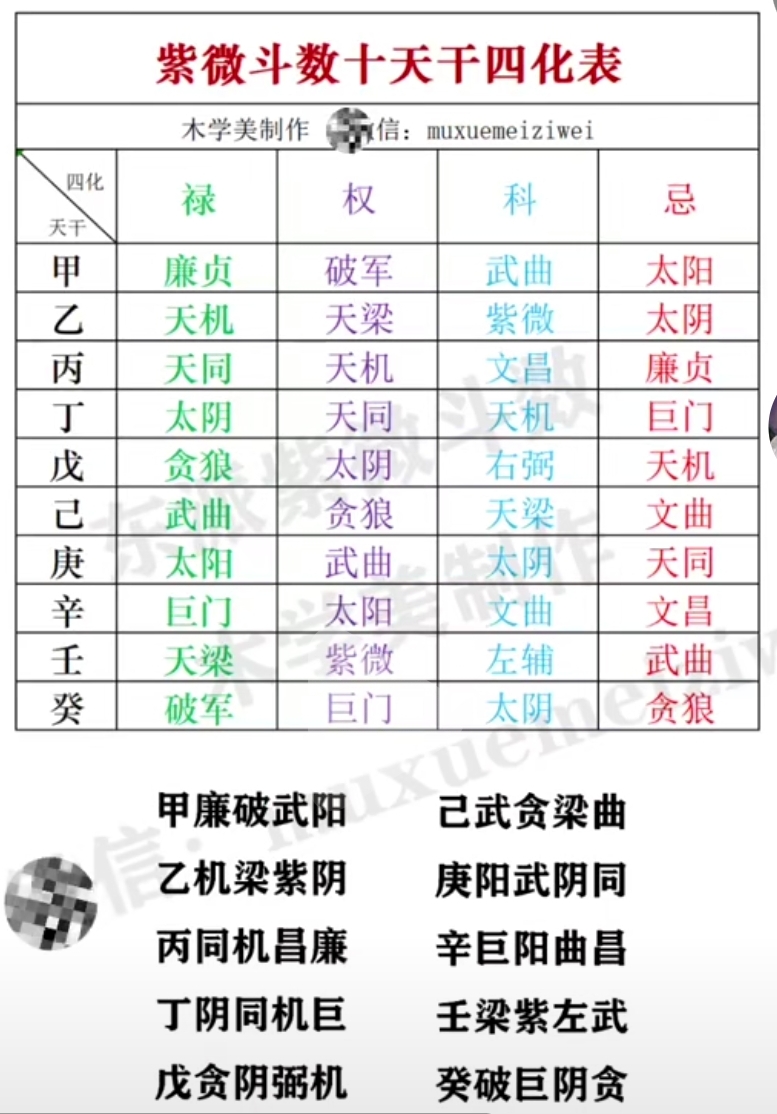 紫微斗数十天干四化表
木学美制作 信：muxuemeiziwei
四化 天干 禄 权 科 忌
甲 廉贞 破军 武曲 太阳
乙 天机 天梁 紫微 太阴
丙 天同 天机 文昌 廉贞
丁 太阴 天同 天机 巨门
戊 贪狼 太阴 右弼 天机
己 武曲 贪狼 天梁 文曲
庚 太阳 武曲 太阴 天同
辛 巨门 太阳 文曲 文昌
壬 天梁 紫微 左辅 武曲
癸 破军 巨门 太阴 贪狼
东派紫微斗数
木学美制作
信：muxuemeiziw
甲廉破武阳 己武贪梁曲
乙机梁紫阴 庚阳武阴同
丙同机昌廉 辛巨阳曲昌
丁阴同机巨 壬梁紫左武
戊贪阴弼机 癸破巨阴贪